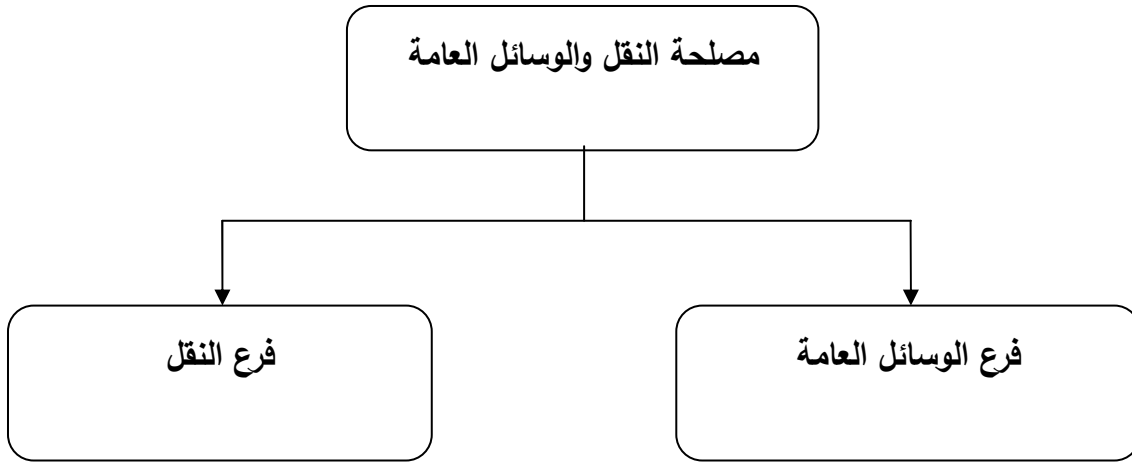 مصلحة النقل والوسائل العامة
فرع الوسائل العامة
فرع النقل